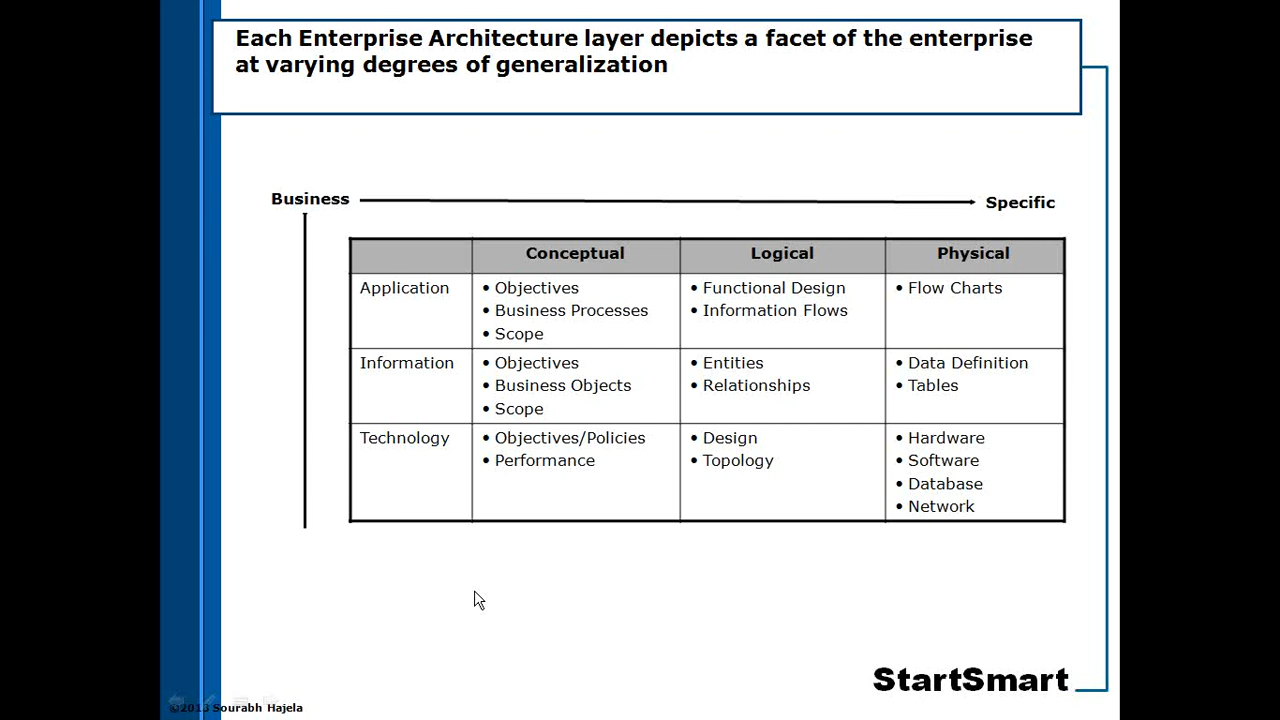 Each Enterprise Architecture layer depicts a facet of the enterprise
at varying degrees of generalization
Business
Specific
Conceptual
Logical
Physical
Application
• Objectives
• Business Processes
• Scope
• Functional Design
• Information Flows
• Flow Charts
Information
• Objectives
• Business Objects
• Scope
• Entities
• Relationships
• Data Definition
• Tables
Technology
• Objectives/Policies
• Performance
• Design
• Topology
• Hardware
• Software
• Database
• Network
StartSmart
©2013 Sourabh Hajela